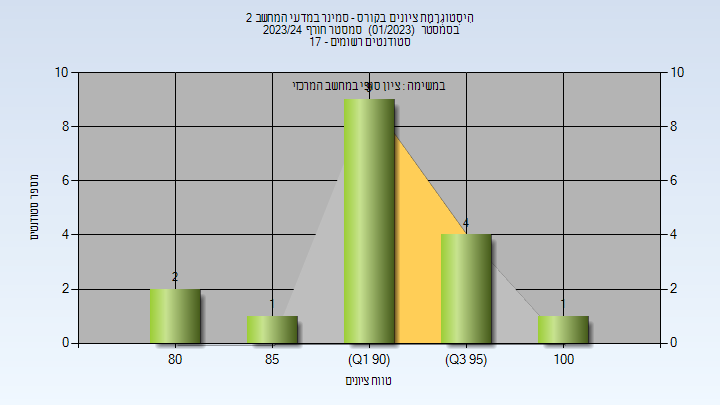 היסטוגרמת ציונים בקורס - סמינר במדעי המחשב 2
בסמסטר (01/2023) סמסטר חורף 2023/24
סטודנטים רשומים - 17
במשימה : ציון סופי במחשב המרכזי
מספר סטודנטים
10 10
8 8
6 6
4 4
2 2
0 0
2 1 9 4 1
80 85 (Q1 90) (Q3 95) 100
טווח ציונים